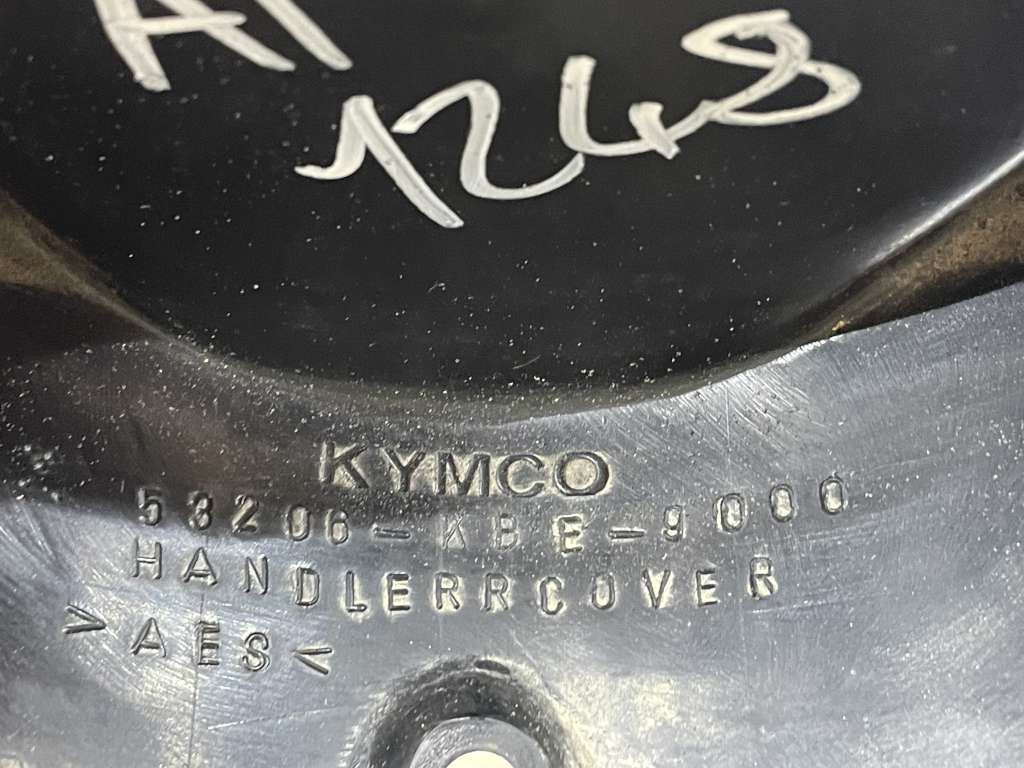 A1
1248
KYMCO
53206-KBE-9000
HANDLERRCOVER
>AES<